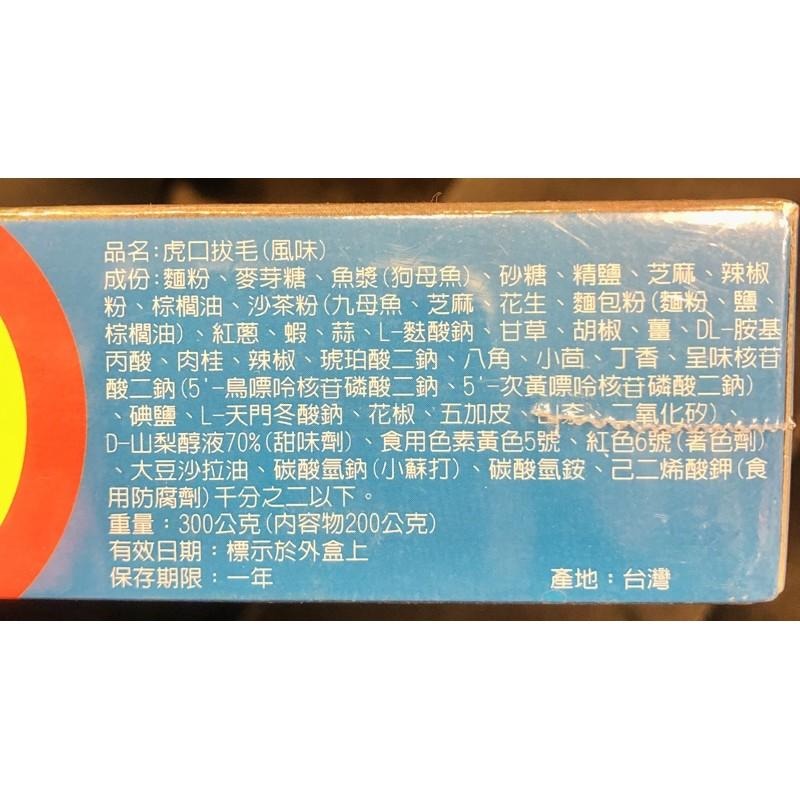 品名:虎口拔毛(風味)
成份:麵粉、麥芽糖、魚漿(狗母魚)、砂糖、精鹽、芝麻、辣椒
粉、棕櫚油、沙茶粉(九母魚、芝麻、花生、麵包粉(麵粉、鹽、
棕櫚油)、紅蔥、蝦、蒜、L-麩酸鈉、甘草、胡椒、薑、DL-胺基
丙酸、肉桂、辣椒、琥珀酸二鈉、八角、小茴、丁香、呈味核苷
酸二鈉(5'-鳥嘌呤核苷磷酸二鈉、5'-次黃嘌呤核苷磷酸二鈉)
、碘鹽、L-天門冬酸鈉、花椒、五加皮、二氧化矽)、
D-山梨醇液70%(甜味劑)、食用色素黃色5號、紅色6號(著色劑)
、大豆沙拉油、碳酸氫鈉(小蘇打)、碳酸氫銨、己二烯酸鉀(食
用防腐劑)千分之二以下。
重量:300公克(內容物200公克)
有效日期:標示於外盒上
保存期限:一年 產地:台灣